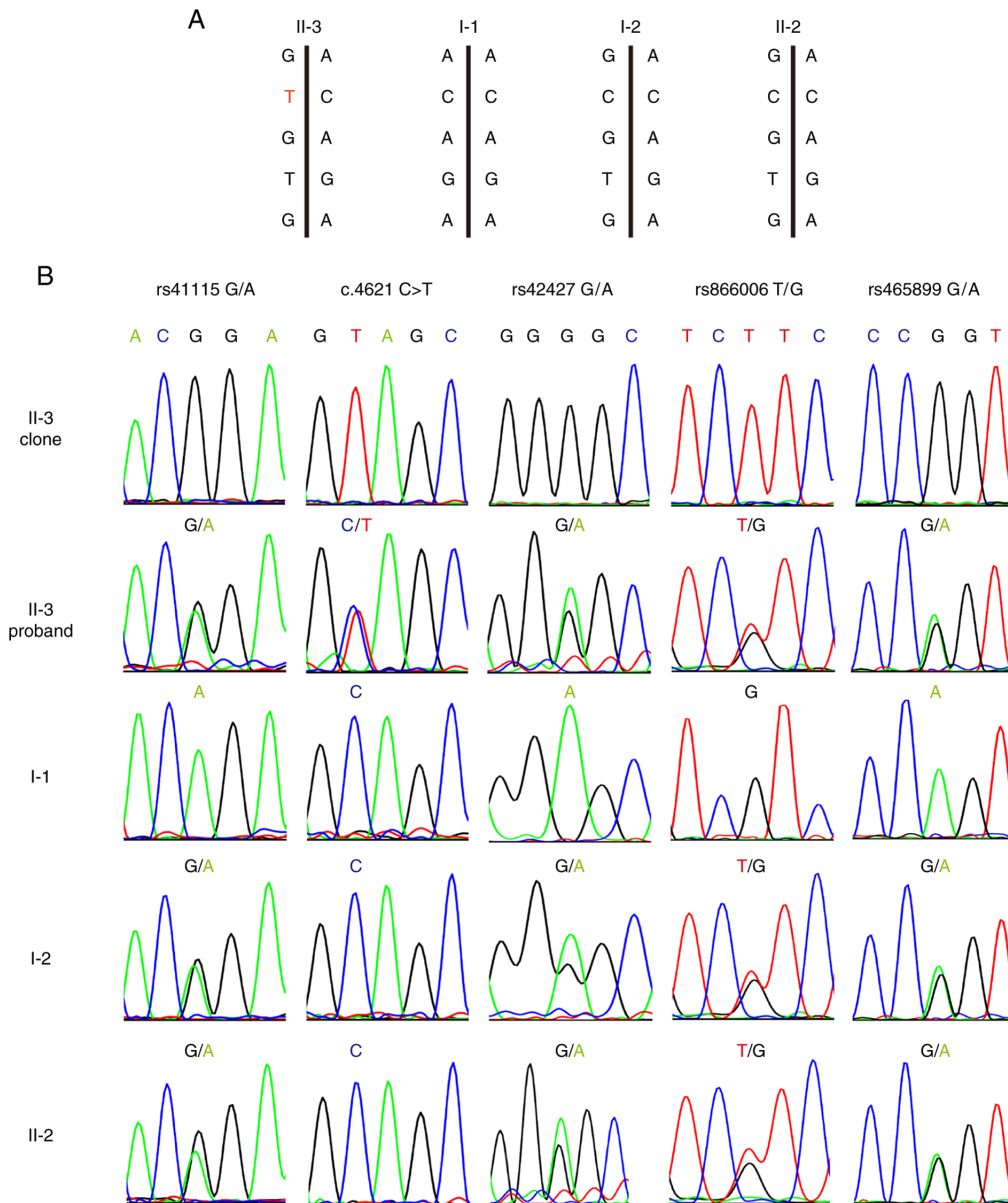 A
II-3 I-1 I-2 II-2
G A A A G A G A
T C C C C C C C
G A A A G A G A
T G G G T G T G
G A A A G A G A
B
rs41115 G/A c.4621 C>T rs42427 G/A rs866006 T/G rs465899 G/A
A C G G A G T A G C G G G G C T C T T C C C G G T
II-3
clone
G/A C/T G/A T/G G/A
II-3
proband
A C A G A
I-1
G/A C G/A T/G G/A
I-2
G/A C G/A T/G G/A
II-2